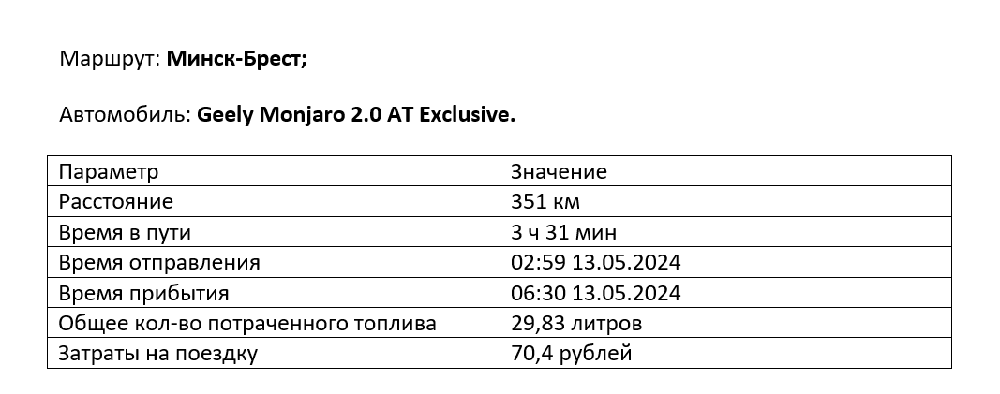 Маршрут: Минск-Брест;
Автомобиль: Geely Monjaro 2.0 AT Exclusive.
Параметр Значение
Расстояние 351 км
Время в пути 3 ч 31 мин
Время отправления 02:59 13.05.2024
Время прибытия 06:30 13.05.2024
Общее кол-во потраченного топлива 29,83 литров
Затраты на поездку 70,4 рублей